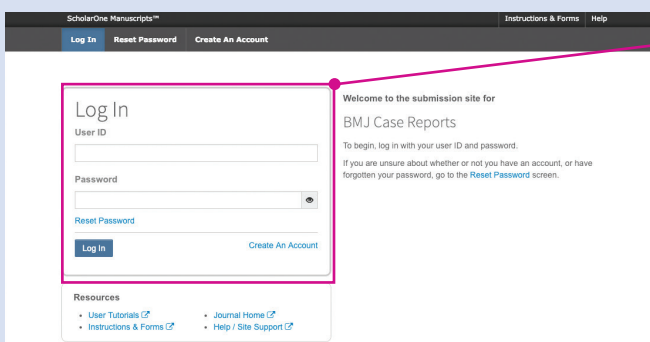 ScholarOne Manuscripts™
Instructions & Forms Help
Log In Reset Password Create An Account
Log In
User ID
Password
Reset Password
Log In Create An Account
Resources
User Tutorials
Instructions & Forms
Journal Home
Help / Site Support
Welcome to the submission site for
BMJ Case Reports
To begin, log in with your user ID and password.
If you are unsure about whether or not you have an account, or have
forgotten your password, go to the Reset Password screen.